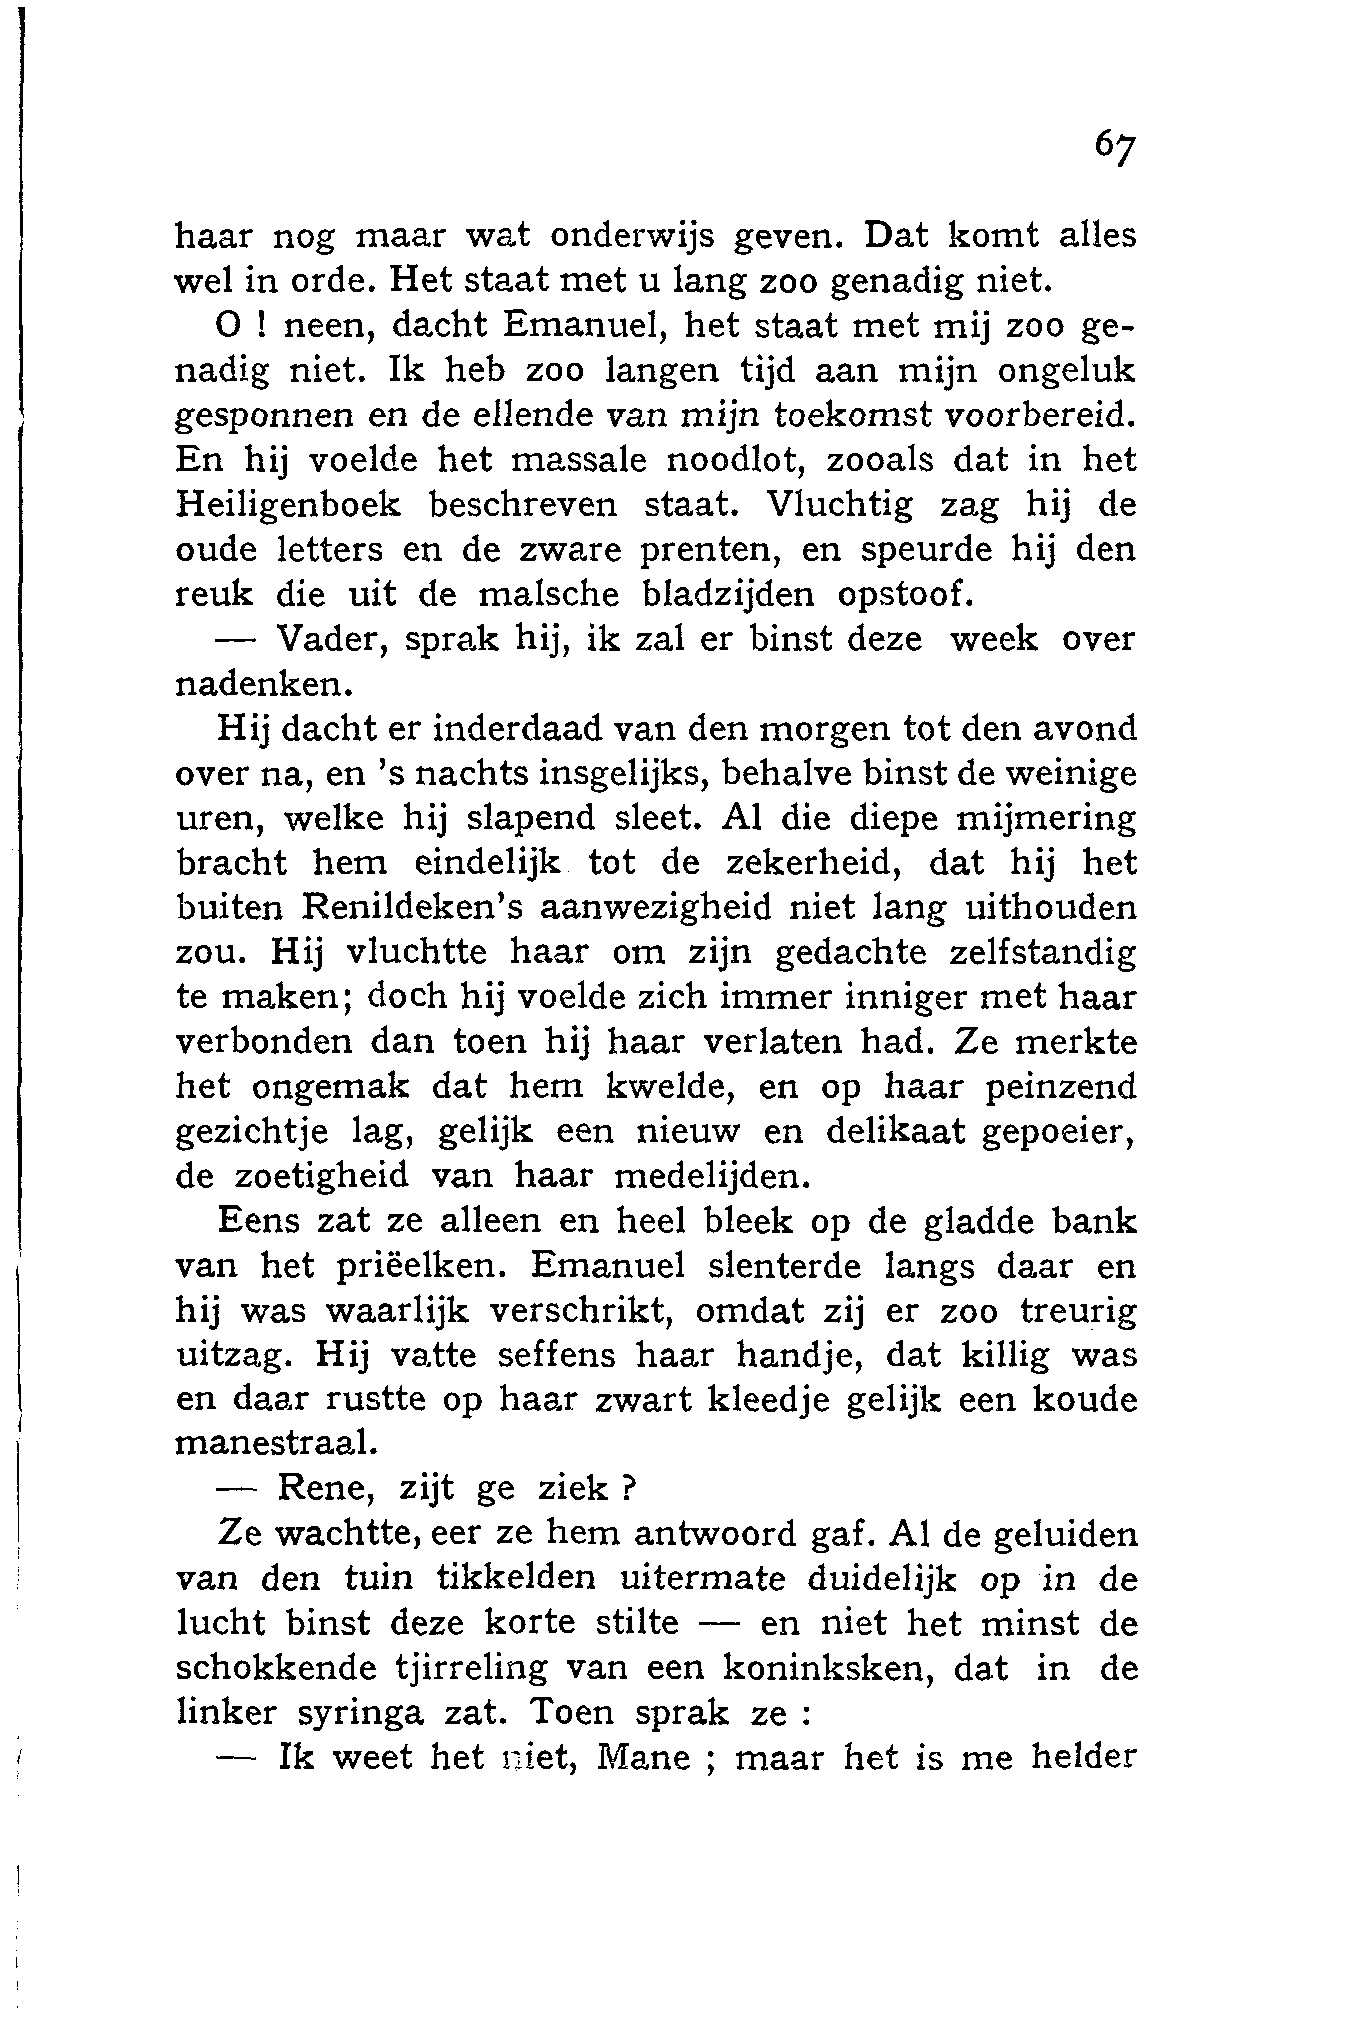 67
haar nog maar wat onderwijs geven. Dat komt alles
wel in orde. Het staat met u lang zoo genadig niet.
O ! neen, dacht Emanuel, het staat met mij zoo ge-
nadig niet. Ik heb zoo langen tijd aan mijn ongeluk
gesponnen en de ellende van mijn toekomst voorbereid.
En hij voelde het massale noodlot, zooals dat in het
Heiligenboek beschreven staat. Vluchtig zag hij de
oude letters en de zware prenten, en speurde hij den
reuk die uit de malsche bladzijden opstoof.
— Vader, sprak hij, ik zal er binst deze week over
nadenken.
Hij dacht er inderdaad van den morgen tot den avond
over na, en 's nachts insgelijks, behalve binst de weinige
uren, welke hij slapend sleet. Al die diepe mijmering
bracht hem eindelijk tot de zekerheid, dat hij het
buiten Renildeken's aanwezigheid niet lang uithouden
zou. Hij vluchtte haar om zijn gedachte zelfstandig
te maken; doch hij voelde zich immer inniger met haar
verbonden dan toen hij haar verlaten had. Ze merkte
het ongemak dat hem kwelde, en op haar peinzend
gezichtje lag, gelijk een nieuw en delikaat gepoeier,
de zoetigheid van haar medelijden.
Eens zat ze alleen en heel bleek op de gladde bank
van het priëelken. Emanuel slenterde langs daar en
hij was waarlijk verschrikt, omdat zij er zoo treurig
uitzag. Hij vatte seffens haar handje, dat killig was
en daar rustte op haar zwart kleedje gelijk een koude
manestraal.
— Rene, zijt ge ziek ?
Ze wachtte, eer ze hem antwoord gaf. Al de geluiden
van den tuin tikkelden uitermate duidelijk op in de
lucht binst deze korte stilte — en niet het minst de
schokkende tjirreling van een koninksken, dat in de
linker syringa zat. Toen sprak ze :
— Ik weet het niet, Mane ; maar het is me helder